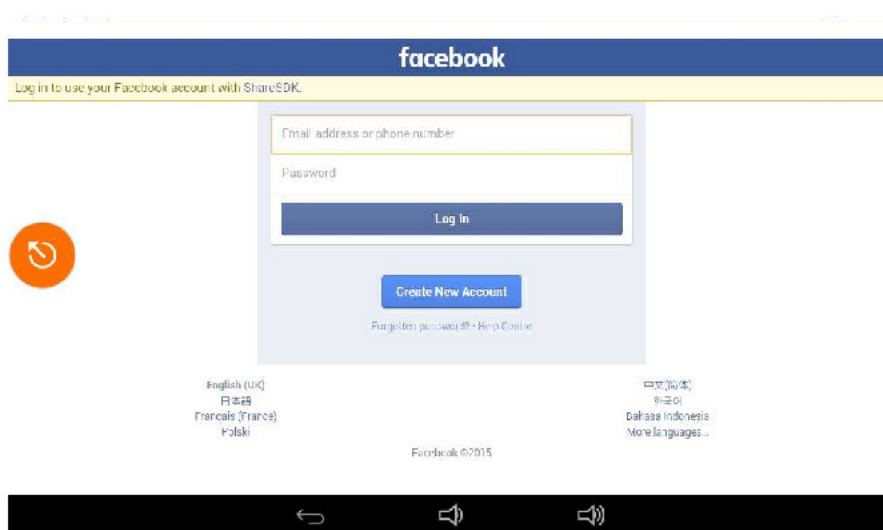 facebook
Log in to use your Facebook account with ShareSDK.
Email address or phone number
Password
Log In
Create New Account
Forgotten password? · Help Centre
English (UK)
日本語
Français (France)
Polski
中文(简体)
한국어
Bahasa Indonesia
More languages...
Facebook ©2015